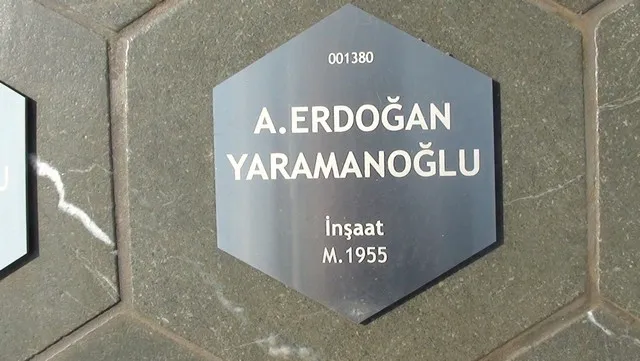 001380
A.ERDOĞAN
YARAMANOĞLU
İnşaat
M.1955
U